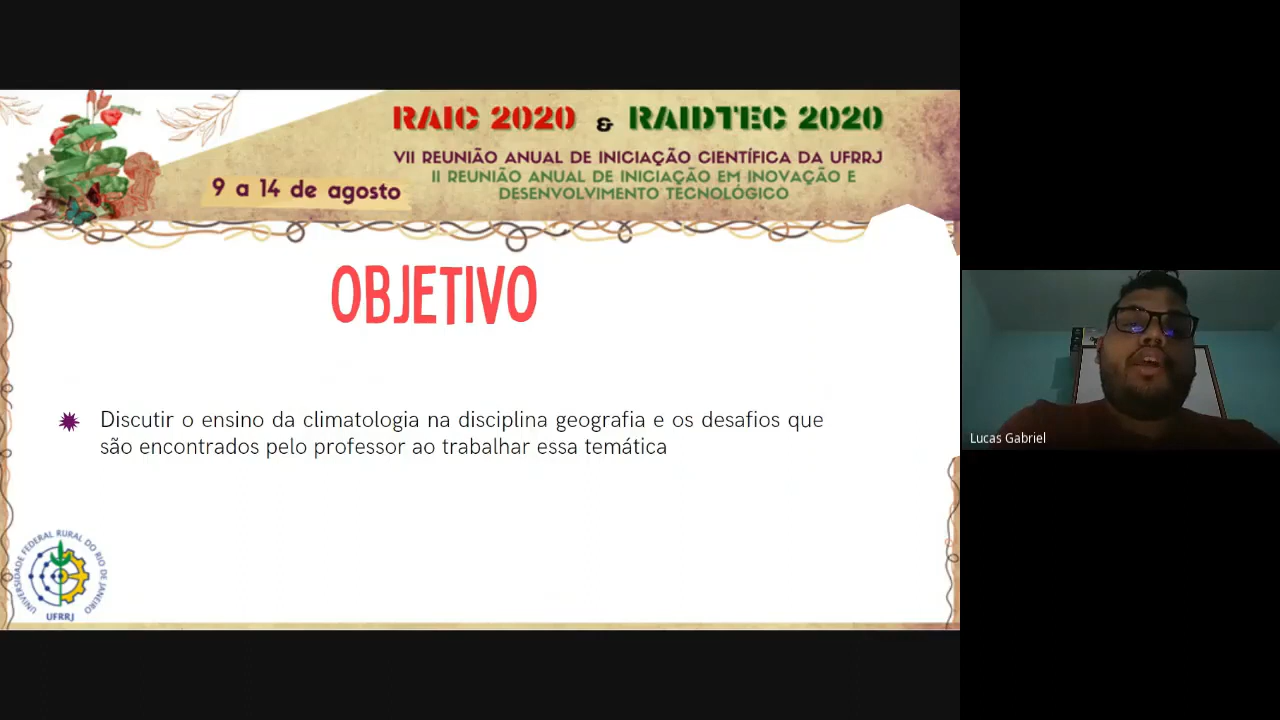 RAIC 2020 & RAIDTEC 2020
VII REUNIÃO ANUAL DE INICIAÇÃO CIENTÍFICA DA UFRRJ
II REUNIÃO ANUAL DE INICIAÇÃO EM INOVAÇÃO E
DESENVOLVIMENTO TECNOLÓGICO
9 a 14 de agosto
OBJETIVO
Discutir o ensino da climatologia na disciplina geografia e os desafios que
são encontrados pelo professor ao trabalhar essa temática
Lucas Gabriel
UNIVERSIDADE FEDERAL RURAL DO RIO DE JANEIRO
UFRRJ